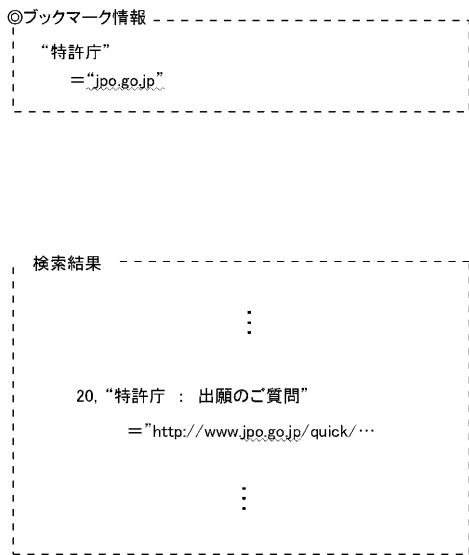 ◎ブックマーク情報
“特許庁”
＝“jpo.go.jp”
検索結果
⋮
20, “特許庁 ： 出願のご質問”
＝”http://www.jpo.go.jp/quick/…
⋮